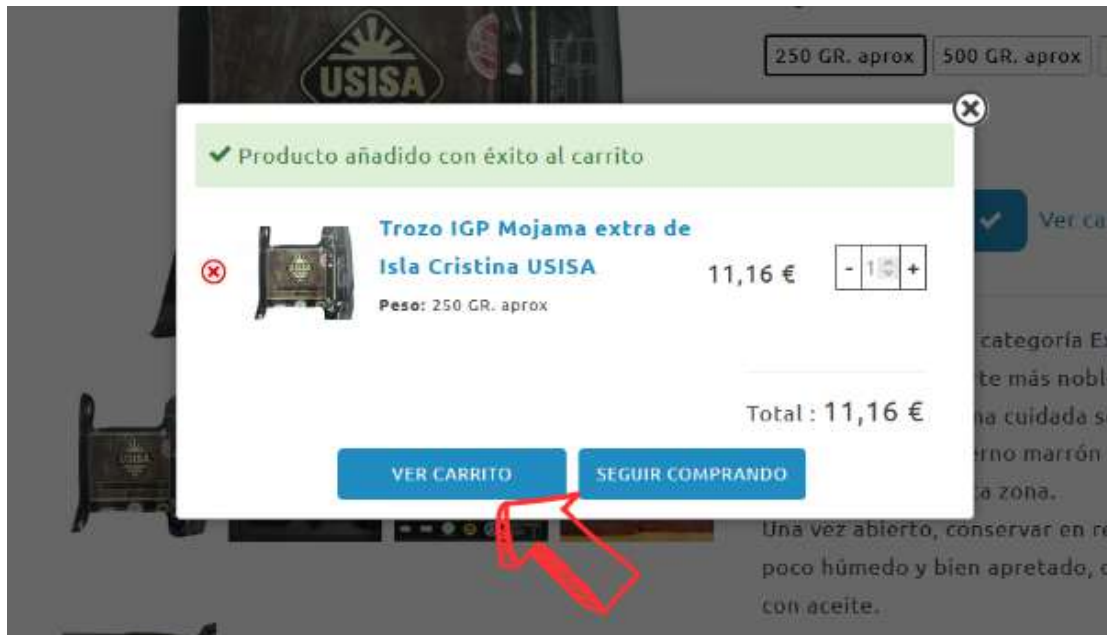 USISA
250 GR. aprox
500 GR. aprox
Producto añadido con éxito al carrito
Trozo IGP Mojama extra de
Isla Cristina USISA
Peso: 250 GR. aprox
11,16 €
- 1 +
Total : 11,16 €
VER CARRITO
SEGUIR COMPRANDO
Ver ca
categoría E
te más nobl
na cuidada s
erno marrón
a zona.
Una vez abierto, conservar en re
poco húmedo y bien apretado,
con aceite.